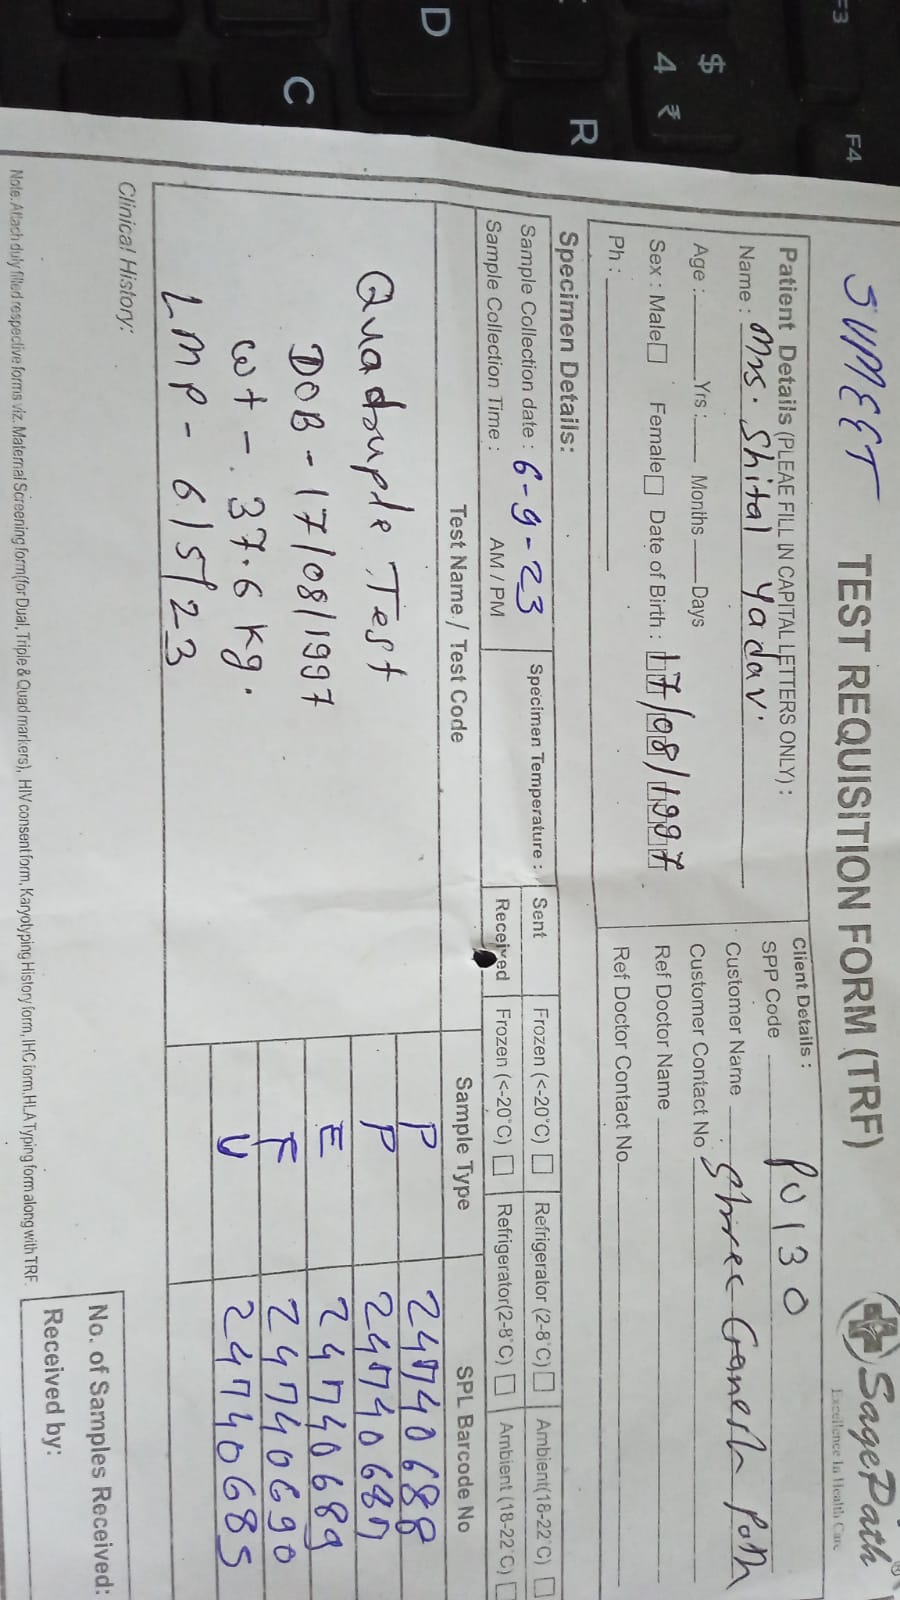 SUMEET TEST REQUISITION FORM (TRF)
SagePath®
Excellence In Health Care
Patient Details (PLEAE FILL IN CAPITAL LETTERS ONLY) :
Name : Mrs. Shital Yadav.
Age : Yrs : Months Days
Sex : Male Female Date of Birth : 17/08/1997
Ph :
Client Details :
SPP Code P0130
Customer Name Shree Ganesh Path
Customer Contact No
Ref Doctor Name
Ref Doctor Contact No.
Specimen Details:
Sample Collection date : 6-9-23
Sample Collection Time : AM / PM
Specimen Temperature :
Sent Frozen (<-20°C) Refrigerator (2-8°C) Ambient(18-22°C)
Received Frozen (<-20°C) Refrigerator(2-8°C) Ambient (18-22°C)
Test Name / Test Code Sample Type SPL Barcode No
Quadruple Test
DOB - 17/08/1997
wt - 37.6 kg.
LMP - 6/5/23
P 24740688
P 24740687
E 24740689
F 24740690
U 24740685
Clinical History:
No. of Samples Received:
Received by:
Note:Attach duly filled respective forms viz. Maternal Screening form(for Dual, Triple & Quad markers), HIV consent form, Karyotyping History form, IHC form,HLA Typing form along with TRF.
F3
F4
$
4 ₹
R
D
C